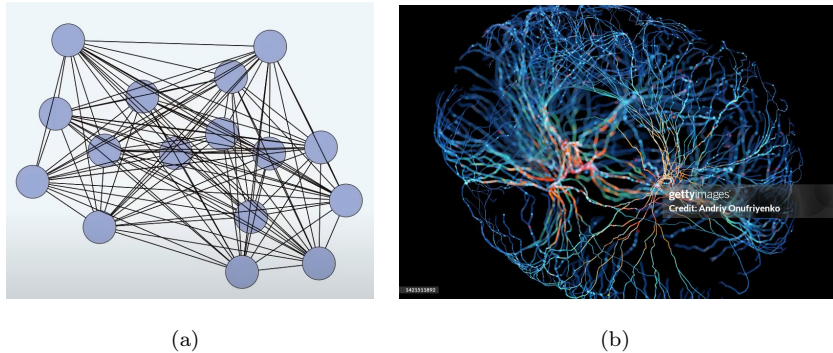 gettyimages®
Credit: Andriy Onufriyenko
1421511892
(a)
(b)